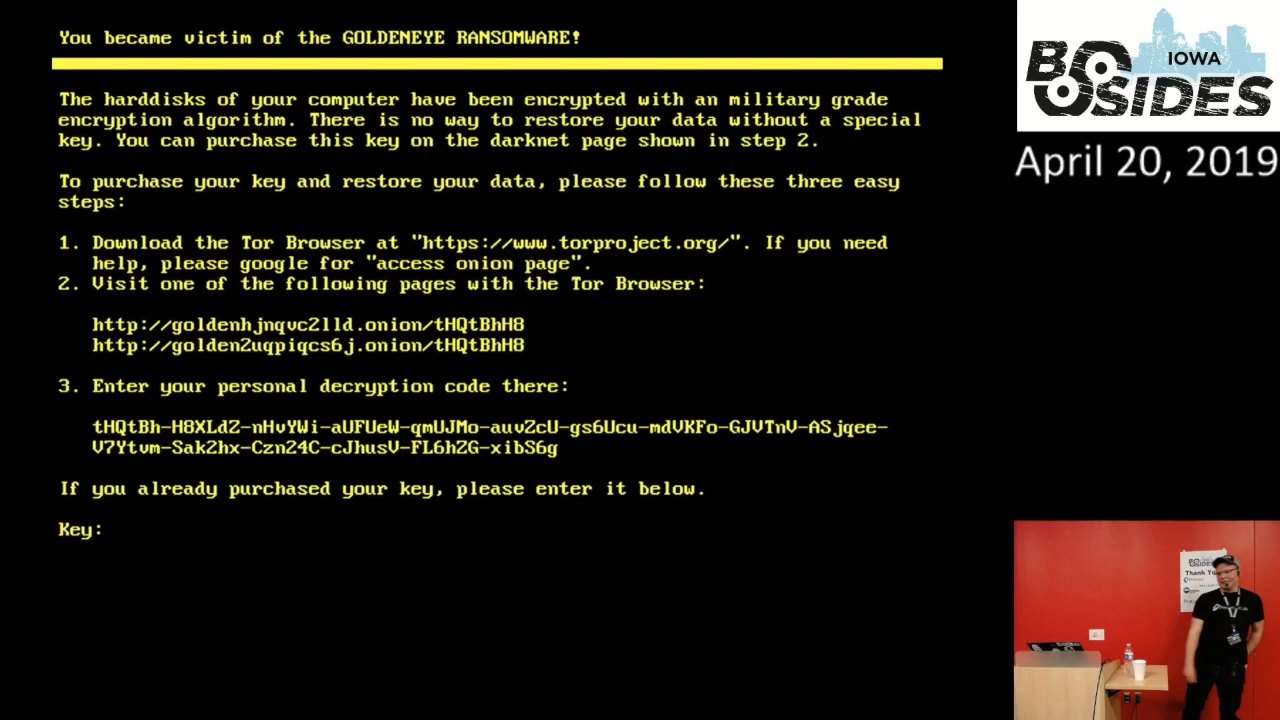 You became victim of the GOLDENEYE RANSOMWARE!
The harddisks of your computer have been encrypted with an military grade
encryption algorithm. There is no way to restore your data without a special
key. You can purchase this key on the darknet page shown in step 2.
To purchase your key and restore your data, please follow these three easy
steps:
1. Download the Tor Browser at "https://www.torproject.org/". If you need
help, please google for "access onion page".
2. Visit one of the following pages with the Tor Browser:
http://goldenhjnqvc2lld.onion/tHQtBhH8
http://golden2uqpiqcs6j.onion/tHQtBhH8
3. Enter your personal decryption code there:
tHQtBh-H8XLdZ-nHvYWi-aUFUeW-qmUJMo-auvZcU-gs6Ucu-mdVKFo-GJVTnV-ASjqee-
V7Ytvm-Sak2hx-Czn24C-cJhusV-FL6hZG-xibS6g
If you already purchased your key, please enter it below.
Key:
BSIDES
IOWA
April 20, 2019
BSIDES
Thank